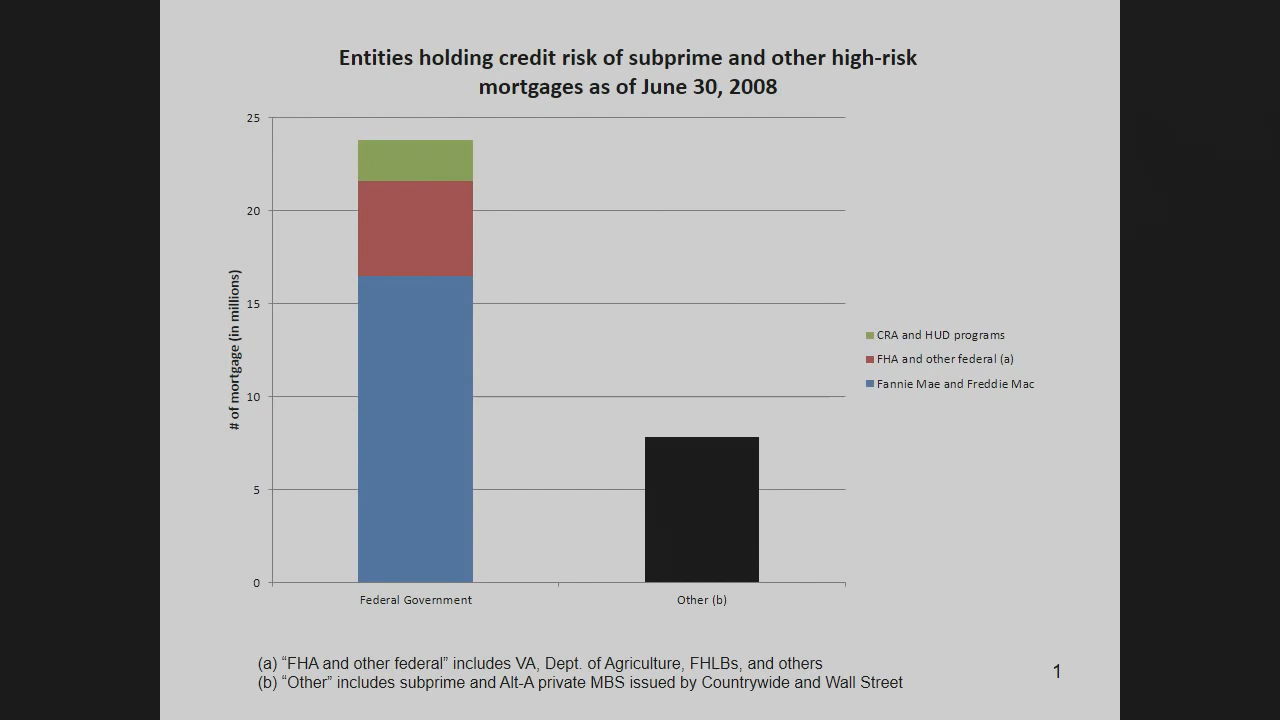 Entities holding credit risk of subprime and other high-risk
mortgages as of June 30, 2008
25
20
15
10
5
0
# of mortgage (in millions)
Federal Government
Other (b)
CRA and HUD programs
FHA and other federal (a)
Fannie Mae and Freddie Mac
(a) “FHA and other federal” includes VA, Dept. of Agriculture, FHLBs, and others
(b) “Other” includes subprime and Alt-A private MBS issued by Countrywide and Wall Street
1